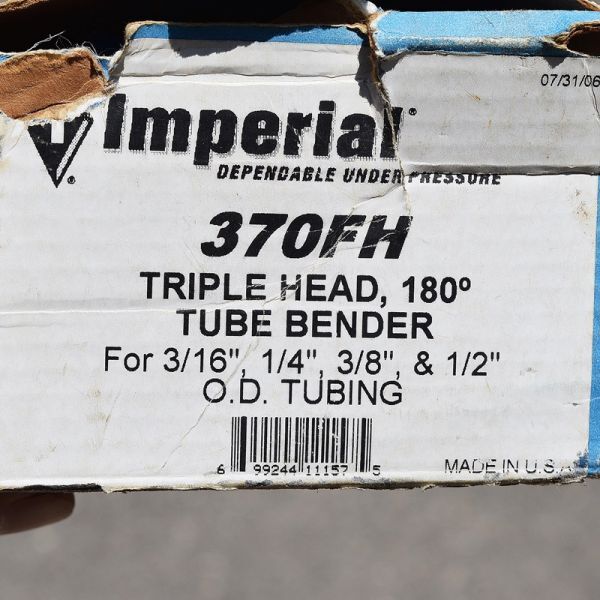 07/31/06
Imperial®
DEPENDABLE UNDER PRESSURE
370FH
TRIPLE HEAD, 180º
TUBE BENDER
For 3/16", 1/4", 3/8", & 1/2"
O.D. TUBING
6 99244 11157 5
MADE IN U.S.A